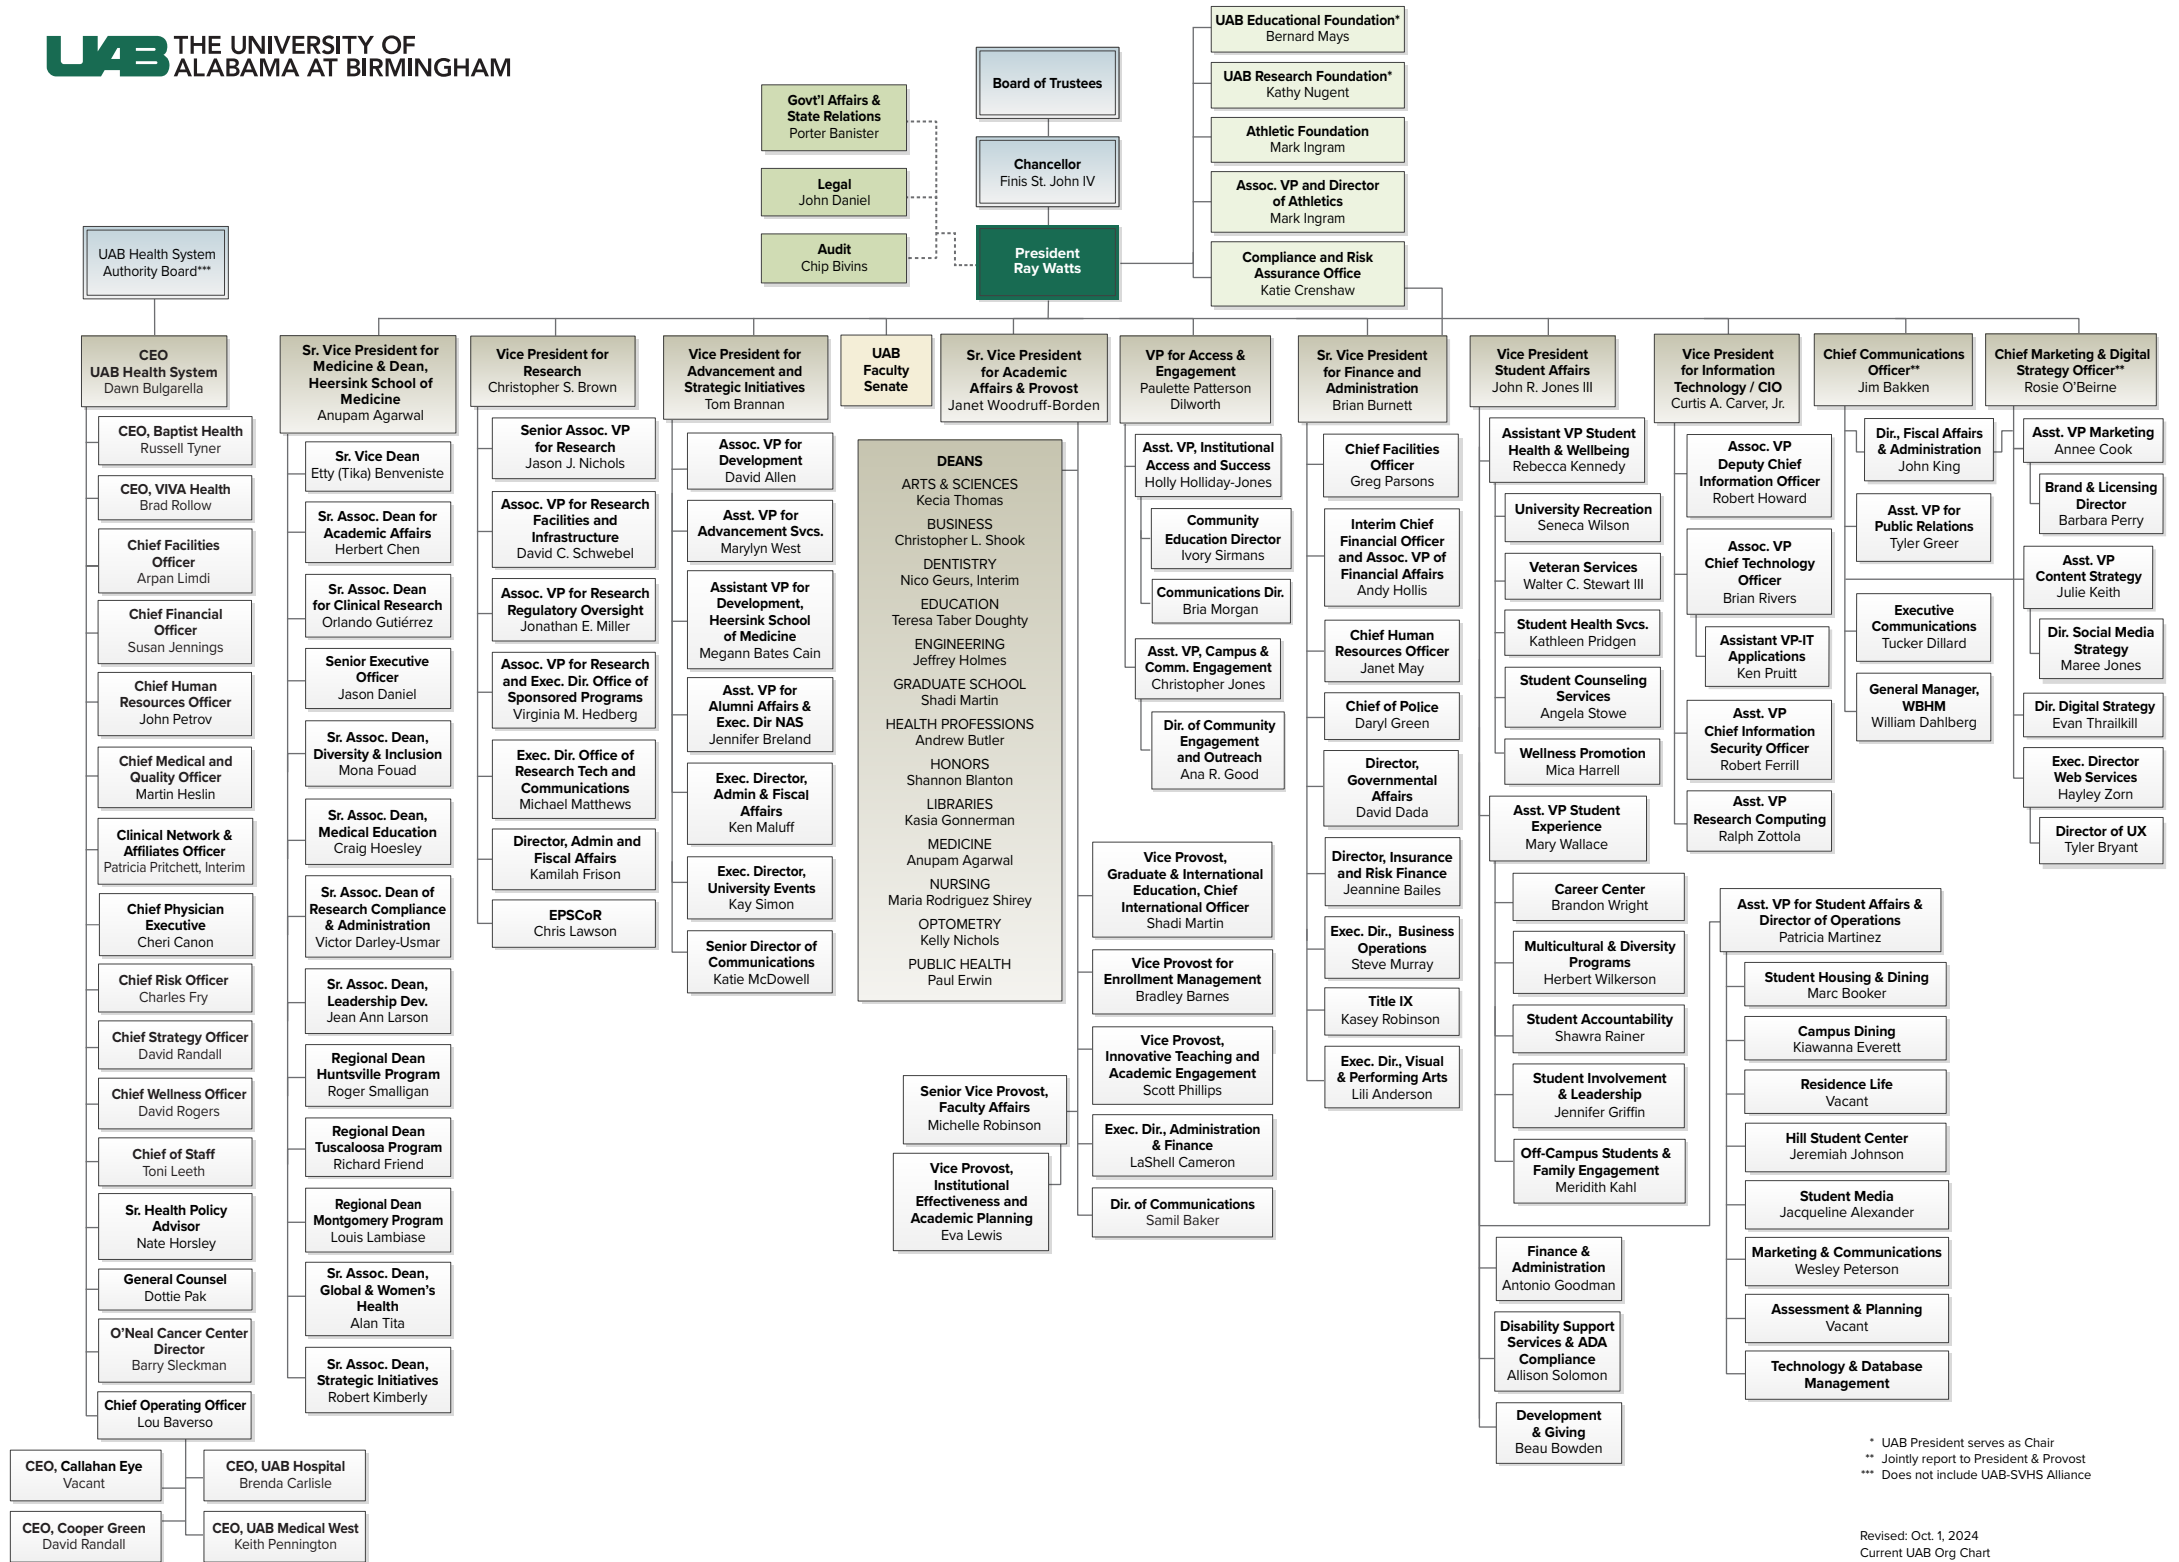 UAB THE UNIVERSITY OF
ALABAMA AT BIRMINGHAM
Board of Trustees
Chancellor
Finis St. John IV
President
Ray Watts
Govt'l Affairs &
State Relations
Porter Banister
Legal
John Daniel
Audit
Chip Bivins
UAB Educational Foundation*
Bernard Mays
UAB Research Foundation*
Kathy Nugent
Athletic Foundation
Mark Ingram
Assoc. VP and Director
of Athletics
Mark Ingram
Compliance and Risk
Assurance Office
Katie Crenshaw
UAB Health System
Authority Board***
CEO
UAB Health System
Dawn Bulgarella
CEO, Baptist Health
Russell Tyner
CEO, VIVA Health
Brad Rollow
Chief Facilities
Officer
Arpan Limdi
Chief Financial
Officer
Susan Jennings
Chief Human
Resources Officer
John Petrov
Chief Medical and
Quality Officer
Martin Heslin
Clinical Network &
Affiliates Officer
Patricia Pritchett, Interim
Chief Physician
Executive
Cheri Canon
Chief Risk Officer
Charles Fry
Chief Strategy Officer
David Randall
Chief Wellness Officer
David Rogers
Chief of Staff
Toni Leeth
Sr. Health Policy
Advisor
Nate Horsley
General Counsel
Dottie Pak
O'Neal Cancer Center
Director
Barry Sleckman
Chief Operating Officer
Lou Baverso
CEO, Callahan Eye
Vacant
CEO, UAB Hospital
Brenda Carlisle
CEO, Cooper Green
David Randall
CEO, UAB Medical West
Keith Pennington
Sr. Vice President for
Medicine & Dean,
Heersink School of
Medicine
Anupam Agarwal
Sr. Vice Dean
Etty (Tika) Benveniste
Sr. Assoc. Dean for
Academic Affairs
Herbert Chen
Sr. Assoc. Dean
for Clinical Research
Orlando Gutiérrez
Senior Executive
Officer
Jason Daniel
Sr. Assoc. Dean,
Diversity & Inclusion
Mona Fouad
Sr. Assoc. Dean,
Medical Education
Craig Hoesley
Sr. Assoc. Dean of
Research Compliance
& Administration
Victor Darley-Usmar
Sr. Assoc. Dean,
Leadership Dev.
Jean Ann Larson
Regional Dean
Huntsville Program
Roger Smalligan
Regional Dean
Tuscaloosa Program
Richard Friend
Regional Dean
Montgomery Program
Louis Lambiase
Sr. Assoc. Dean,
Global & Women's
Health
Alan Tita
Sr. Assoc. Dean,
Strategic Initiatives
Robert Kimberly
Vice President for
Research
Christopher S. Brown
Senior Assoc. VP
for Research
Jason J. Nichols
Assoc. VP for Research
Facilities and
Infrastructure
David C. Schwebel
Assoc. VP for Research
Regulatory Oversight
Jonathan E. Miller
Assoc. VP for Research
and Exec. Dir. Office of
Sponsored Programs
Virginia M. Hedberg
Exec. Dir. Office of
Research Tech and
Communications
Michael Matthews
Director, Admin and
Fiscal Affairs
Kamilah Frison
EPSCoR
Chris Lawson
Vice President for
Advancement and
Strategic Initiatives
Tom Brannan
Assoc. VP for
Development
David Allen
Asst. VP for
Advancement Svcs.
Marylyn West
Assistant VP for
Development,
Heersink School
of Medicine
Megann Bates Cain
Asst. VP for
Alumni Affairs &
Exec. Dir NAS
Jennifer Breland
Exec. Director,
Admin & Fiscal
Affairs
Ken Maluff
Exec. Director,
University Events
Kay Simon
Senior Director of
Communications
Katie McDowell
UAB
Faculty
Senate
Sr. Vice President
for Academic
Affairs & Provost
Janet Woodruff-Borden
DEANS
ARTS & SCIENCES
Kecia Thomas
BUSINESS
Christopher L. Shook
DENTISTRY
Nico Geurs, Interim
EDUCATION
Teresa Taber Doughty
ENGINEERING
Jeffrey Holmes
GRADUATE SCHOOL
Shadi Martin
HEALTH PROFESSIONS
Andrew Butler
HONORS
Shannon Blanton
LIBRARIES
Kasia Gonnerman
MEDICINE
Anupam Agarwal
NURSING
Maria Rodriguez Shirey
OPTOMETRY
Kelly Nichols
PUBLIC HEALTH
Paul Erwin
Senior Vice Provost,
Faculty Affairs
Michelle Robinson
Vice Provost,
Institutional
Effectiveness and
Academic Planning
Eva Lewis
Vice Provost,
Graduate & International
Education, Chief
International Officer
Shadi Martin
Vice Provost for
Enrollment Management
Bradley Barnes
Vice Provost,
Innovative Teaching and
Academic Engagement
Scott Phillips
Exec. Dir., Administration
& Finance
LaShell Cameron
Dir. of Communications
Samil Baker
VP for Access &
Engagement
Paulette Patterson
Dilworth
Asst. VP, Institutional
Access and Success
Holly Holliday-Jones
Community
Education Director
Ivory Sirmans
Communications Dir.
Bria Morgan
Asst. VP, Campus &
Comm. Engagement
Christopher Jones
Dir. of Community
Engagement
and Outreach
Ana R. Good
Sr. Vice President
for Finance and
Administration
Brian Burnett
Chief Facilities
Officer
Greg Parsons
Interim Chief
Financial Officer
and Assoc. VP of
Financial Affairs
Andy Hollis
Chief Human
Resources Officer
Janet May
Chief of Police
Daryl Green
Director,
Governmental
Affairs
David Dada
Director, Insurance
and Risk Finance
Jeannine Bailes
Exec. Dir., Business
Operations
Steve Murray
Title IX
Kasey Robinson
Exec. Dir., Visual
& Performing Arts
Lili Anderson
Vice President
Student Affairs
John R. Jones III
Assistant VP Student
Health & Wellbeing
Rebecca Kennedy
University Recreation
Seneca Wilson
Veteran Services
Walter C. Stewart III
Student Health Svcs.
Kathleen Pridgen
Student Counseling
Services
Angela Stowe
Wellness Promotion
Mica Harrell
Asst. VP Student
Experience
Mary Wallace
Career Center
Brandon Wright
Multicultural & Diversity
Programs
Herbert Wilkerson
Student Accountability
Shawra Rainer
Student Involvement
& Leadership
Jennifer Griffin
Off-Campus Students &
Family Engagement
Meridith Kahl
Finance &
Administration
Antonio Goodman
Disability Support
Services & ADA
Compliance
Allison Solomon
Development
& Giving
Beau Bowden
Asst. VP for Student Affairs &
Director of Operations
Patricia Martinez
Student Housing & Dining
Marc Booker
Campus Dining
Kiawanna Everett
Residence Life
Vacant
Hill Student Center
Jeremiah Johnson
Student Media
Jacqueline Alexander
Marketing & Communications
Wesley Peterson
Assessment & Planning
Vacant
Technology & Database
Management
Vice President
for Information
Technology / CIO
Curtis A. Carver, Jr.
Assoc. VP
Deputy Chief
Information Officer
Robert Howard
Assoc. VP
Chief Technology
Officer
Brian Rivers
Assistant VP-IT
Applications
Ken Pruitt
Asst. VP
Chief Information
Security Officer
Robert Ferrill
Asst. VP
Research Computing
Ralph Zottola
Chief Communications
Officer**
Jim Bakken
Dir., Fiscal Affairs
& Administration
John King
Asst. VP for
Public Relations
Tyler Greer
Executive
Communications
Tucker Dillard
General Manager,
WBHM
William Dahlberg
Chief Marketing & Digital
Strategy Officer**
Rosie O'Beirne
Asst. VP Marketing
Annee Cook
Brand & Licensing
Director
Barbara Perry
Asst. VP
Content Strategy
Julie Keith
Dir. Social Media
Strategy
Maree Jones
Dir. Digital Strategy
Evan Thrailkill
Exec. Director
Web Services
Hayley Zorn
Director of UX
Tyler Bryant
* UAB President serves as Chair
** Jointly report to President & Provost
*** Does not include UAB-SVHS Alliance
Revised: Oct. 1, 2024
Current UAB Org Chart